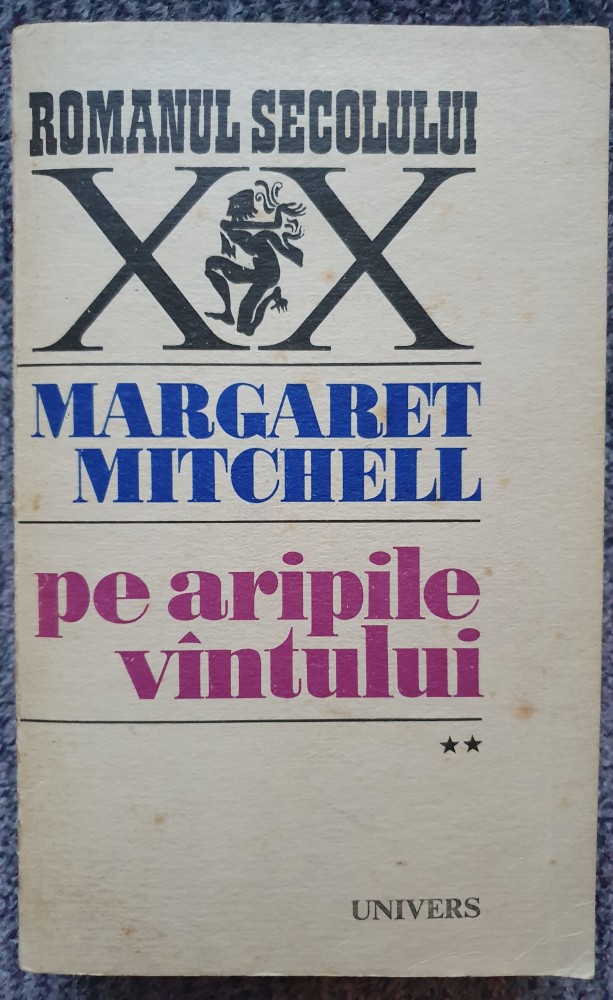 ROMANUL SECOLULUI
XX
MARGARET
MITCHELL
pe aripile
vîntului
★★
UNIVERS